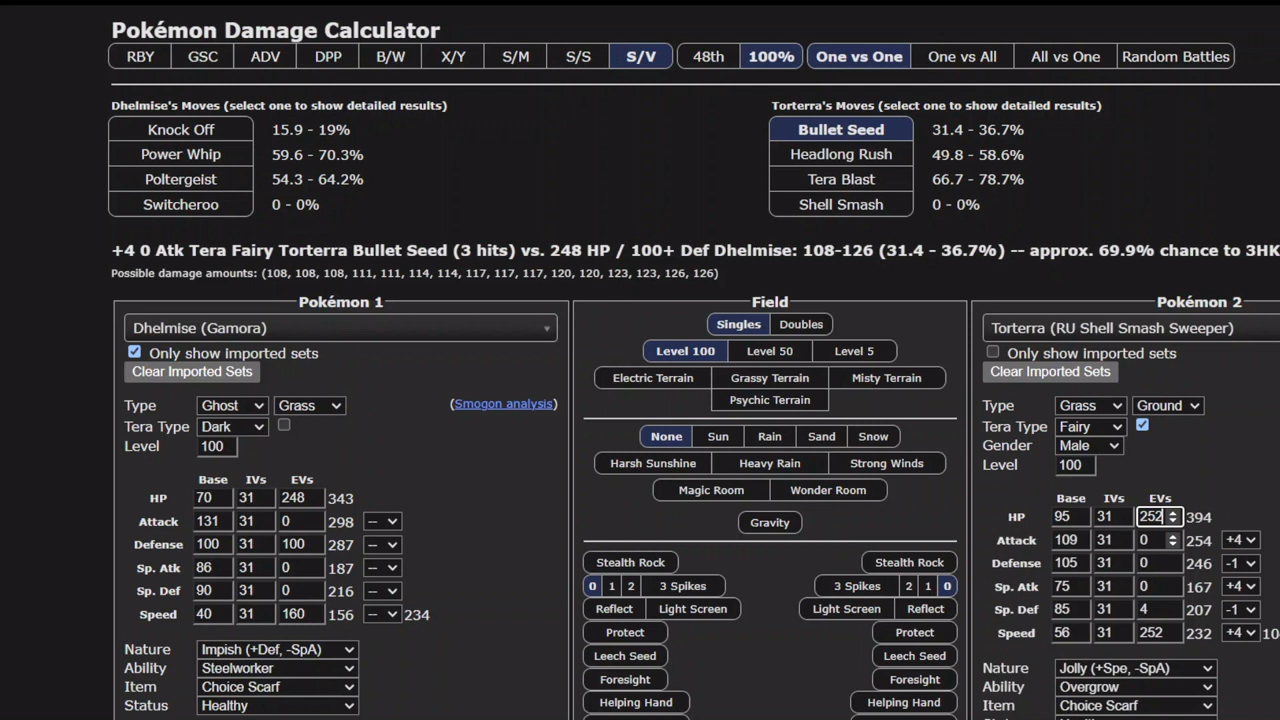 Pokémon Damage Calculator
RBY GSC ADV DPP B/W X/Y S/M S/S S/V 48th 100% One vs One One vs All All vs One Random Battles
Dhelmise's Moves (select one to show detailed results)
Knock Off 15.9 - 19%
Power Whip 59.6 - 70.3%
Poltergeist 54.3 - 64.2%
Switcheroo 0 - 0%
Torterra's Moves (select one to show detailed results)
Bullet Seed 31.4 - 36.7%
Headlong Rush 49.8 - 58.6%
Tera Blast 66.7 - 78.7%
Shell Smash 0 - 0%
+4 0 Atk Tera Fairy Torterra Bullet Seed (3 hits) vs. 248 HP / 100+ Def Dhelmise: 108-126 (31.4 - 36.7%) -- approx. 69.9% chance to 3HK
Possible damage amounts: (108, 108, 108, 111, 111, 114, 114, 117, 117, 117, 120, 120, 123, 123, 126, 126)
Pokémon 1
Dhelmise (Gamora)
Only show imported sets
Clear Imported Sets
Type Ghost Grass (Smogon analysis)
Tera Type Dark
Level 100
Base IVs EVs
HP 70 31 248 343
Attack 131 31 0 298 --
Defense 100 31 100 287 --
Sp. Atk 86 31 0 187 --
Sp. Def 90 31 0 216 --
Speed 40 31 160 156 -- 234
Nature Impish (+Def, -SpA)
Ability Steelworker
Item Choice Scarf
Status Healthy
Field
Singles Doubles
Level 100 Level 50 Level 5
Electric Terrain Grassy Terrain Misty Terrain
Psychic Terrain
None Sun Rain Sand Snow
Harsh Sunshine Heavy Rain Strong Winds
Magic Room Wonder Room
Gravity
Stealth Rock Stealth Rock
0 1 2 3 Spikes 3 Spikes 2 1 0
Reflect Light Screen Light Screen Reflect
Protect Protect
Leech Seed Leech Seed
Foresight Foresight
Helping Hand Helping Hand
Pokémon 2
Torterra (RU Shell Smash Sweeper)
Only show imported sets
Clear Imported Sets
Type Grass Ground
Tera Type Fairy
Gender Male
Level 100
Base IVs EVs
HP 95 31 252 394
Attack 109 31 0 254 +4
Defense 105 31 0 246 -1
Sp. Atk 75 31 0 167 +4
Sp. Def 85 31 4 207 -1
Speed 56 31 252 232 +4 10
Nature Jolly (+Spe, -SpA)
Ability Overgrow
Item Choice Scarf